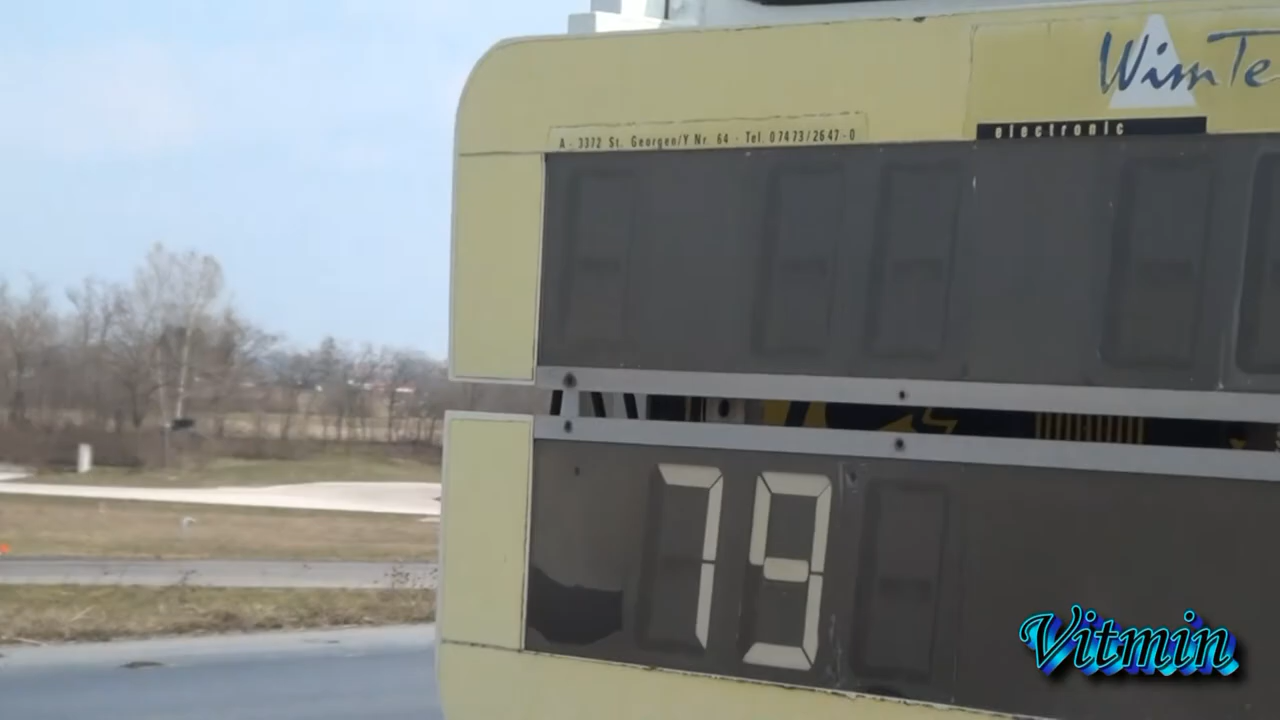 WimTe
electronic
A - 3372 St. Georgen/Y Nr. 64 - Tel. 07473/2647-0
79
Vitmin